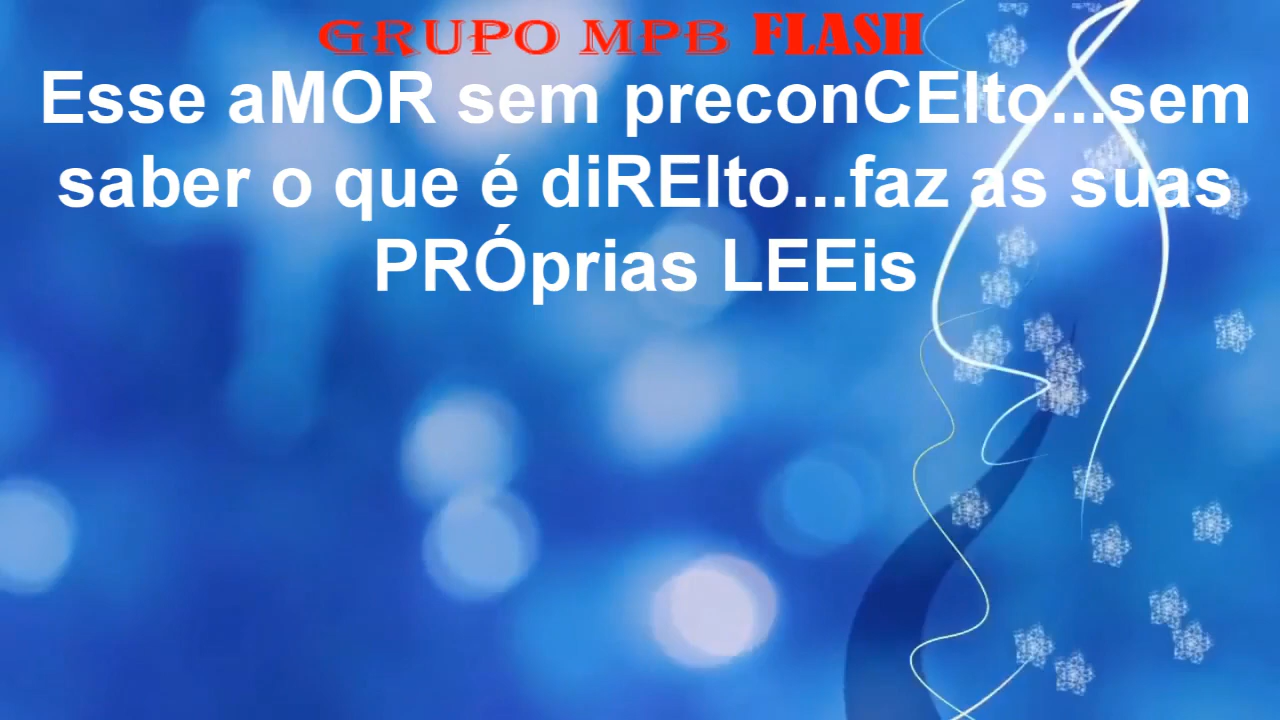 GRUPO MPB FLASH
Esse aMOR sem preconCEIto...sem
saber o que é diREIto...faz as suas
PRÓprias LEEis